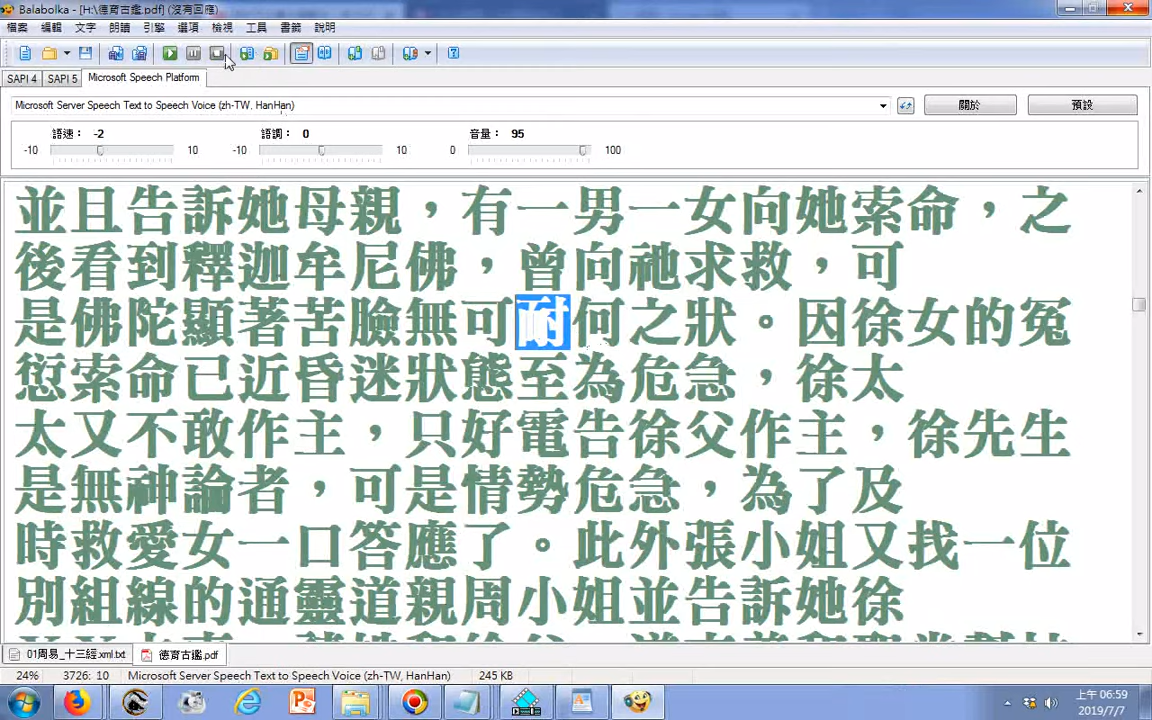 Balabolka - [H:\德育古鑑.pdf] (沒有回應)
檔案 編輯 文字 朗讀 引擎 選項 檢視 工具 書籤 說明
SAPI 4 SAPI 5 Microsoft Speech Platform
Microsoft Server Speech Text to Speech Voice (zh-TW, HanHan) 關於 預設
語速： -2 語調： 0 音量： 95
-10 10 -10 10 0 100
並且告訴她母親，有一男一女向她索命，之
後看到釋迦牟尼佛，曾向祂求救，可
是佛陀顯著苦臉無可耐何之狀。因徐女的冤
愆索命已近昏迷狀態至為危急，徐太
太又不敢作主，只好電告徐父作主，徐先生
是無神論者，可是情勢危急，為了及
時救愛女一口答應了。此外張小姐又找一位
別組線的通靈道親周小姐並告訴她徐
01周易_十三經.xml.txt 德育古鑑.pdf
24% 3726: 10 Microsoft Server Speech Text to Speech Voice (zh-TW, HanHan) 245 KB
上午 06:59
2019/7/7